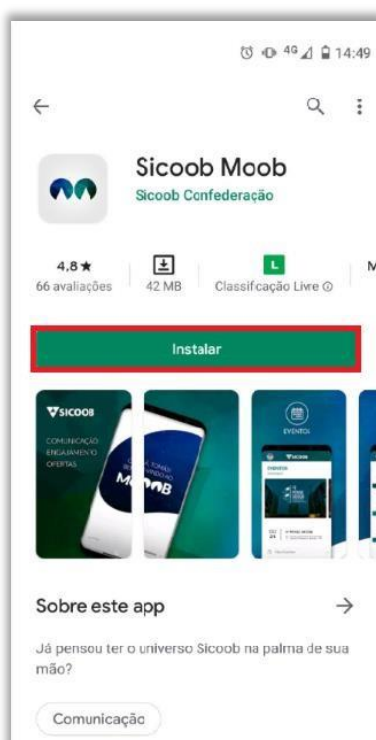 4G 14:49
Sicoob Moob
Sicoob Confederação
4,8★
66 avaliações
42 MB
L
Classificação Livre
M
Instalar
SICOOB
COMUNICAÇÃO
ENGAJAMENTO
OFERTAS
MOOB
EVENTOS
SICOOB
Sobre este app
Já pensou ter o universo Sicoob na palma de sua
mão?
Comunicação